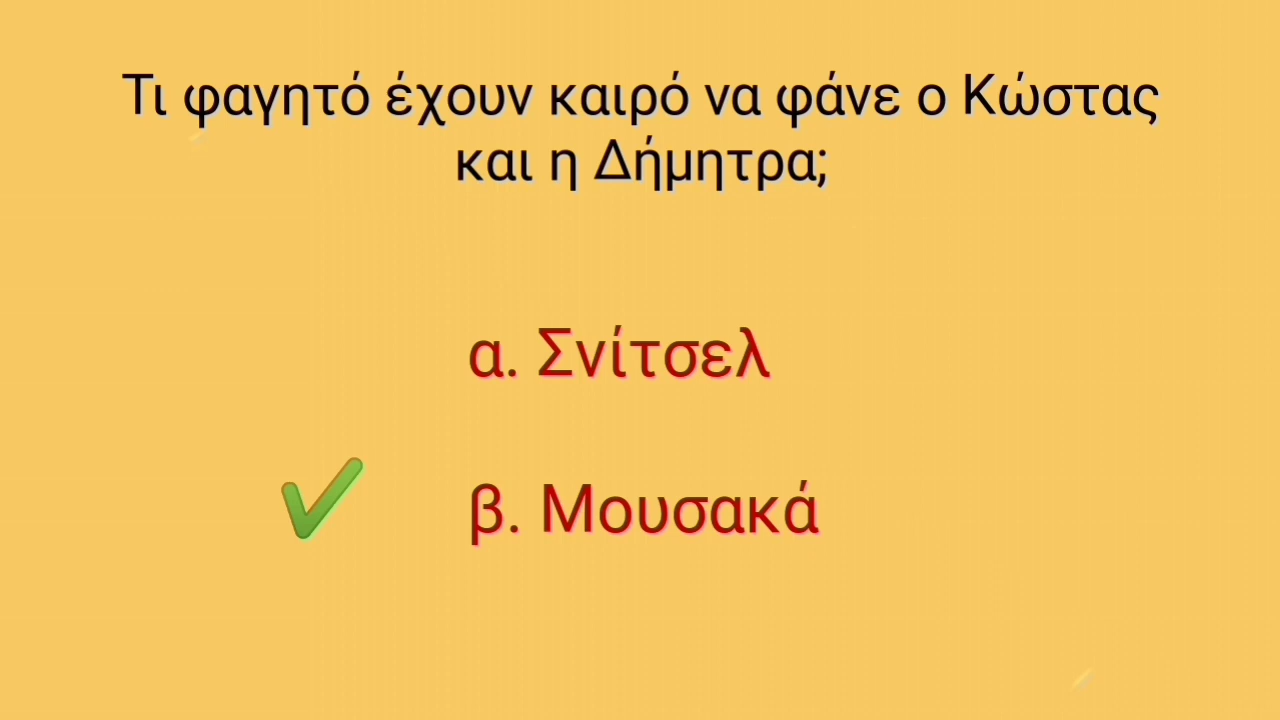 Τι φαγητό έχουν καιρό να φάνε ο Κώστας
και η Δήμητρα;
α. Σνίτσελ
β. Μουσακά